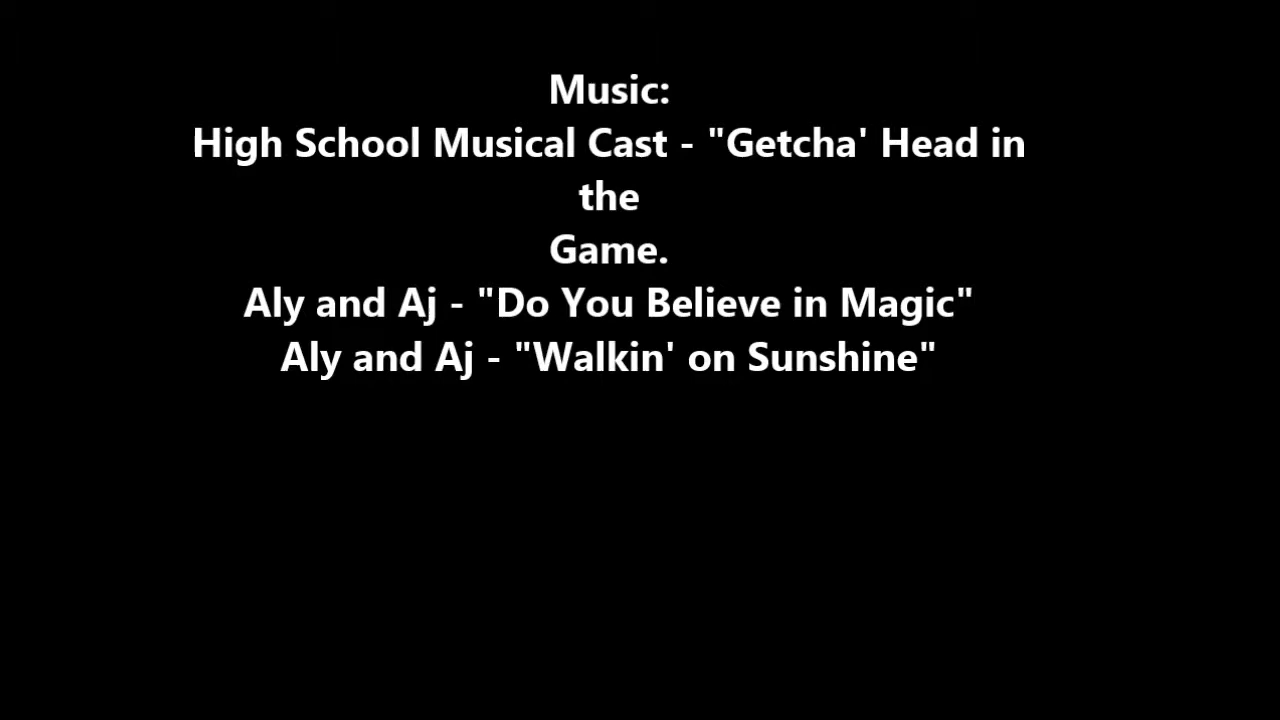 Music:
High School Musical Cast - "Getcha' Head in
the
Game.
Aly and Aj - "Do You Believe in Magic"
Aly and Aj - "Walkin' on Sunshine"